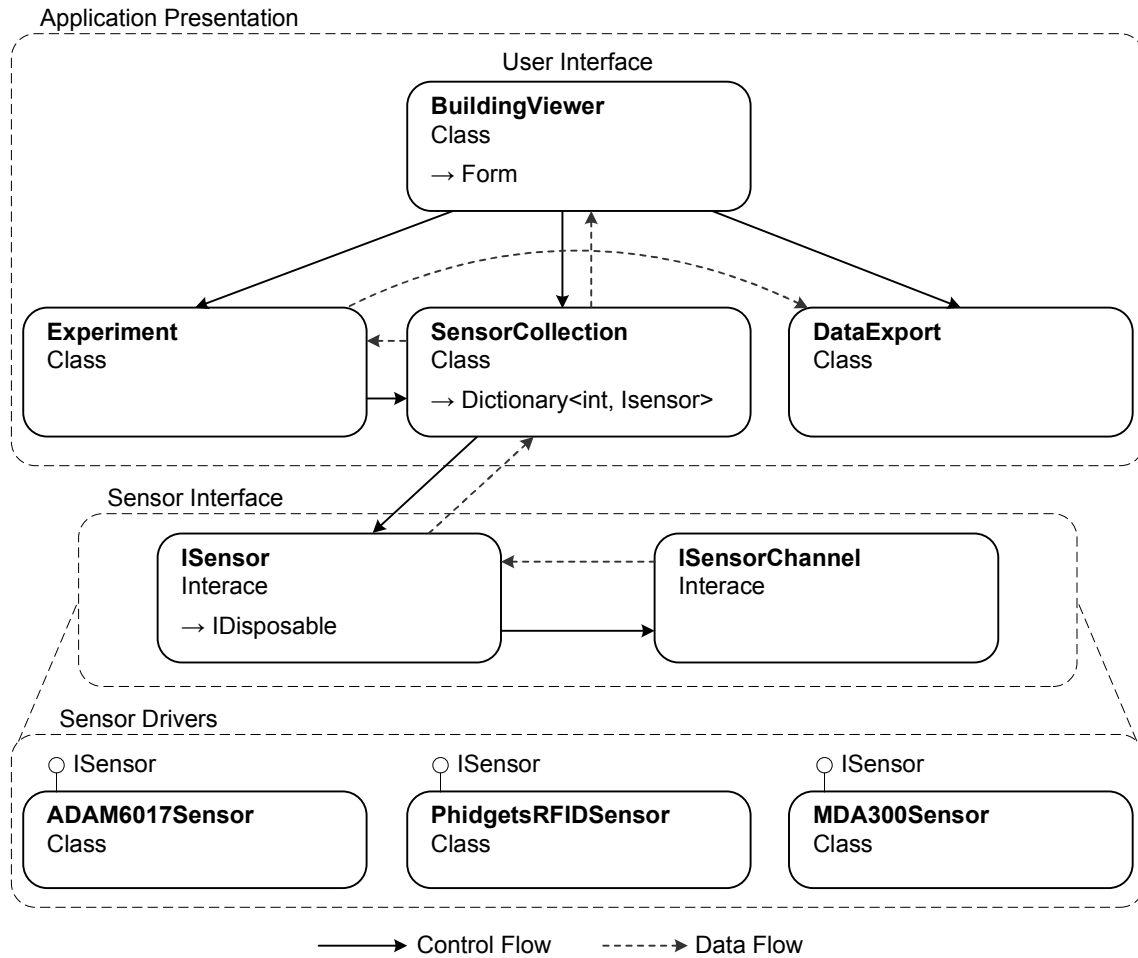 Application Presentation
User Interface
BuildingViewer
Class
→ Form
Experiment
Class
SensorCollection
Class
→ Dictionary<int, Isensor>
DataExport
Class
Sensor Interface
ISensor
Interace
→ IDisposable
ISensorChannel
Interace
Sensor Drivers
ISensor
ADAM6017Sensor
Class
ISensor
PhidgetsRFIDSensor
Class
ISensor
MDA300Sensor
Class
Control Flow
Data Flow